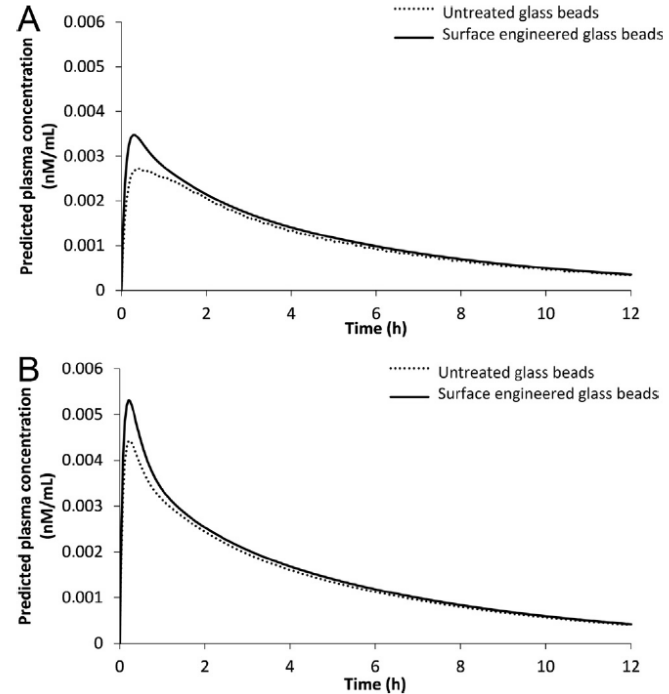 A
Untreated glass beads
Surface engineered glass beads
Predicted plasma concentration
(nM/mL)
0.006
0.005
0.004
0.003
0.002
0.001
0
0 2 4 6 8 10 12
Time (h)
B
Untreated glass beads
Surface engineered glass beads
Predicted plasma concentration
(nM/mL)
0.006
0.005
0.004
0.003
0.002
0.001
0
0 2 4 6 8 10 12
Time (h)